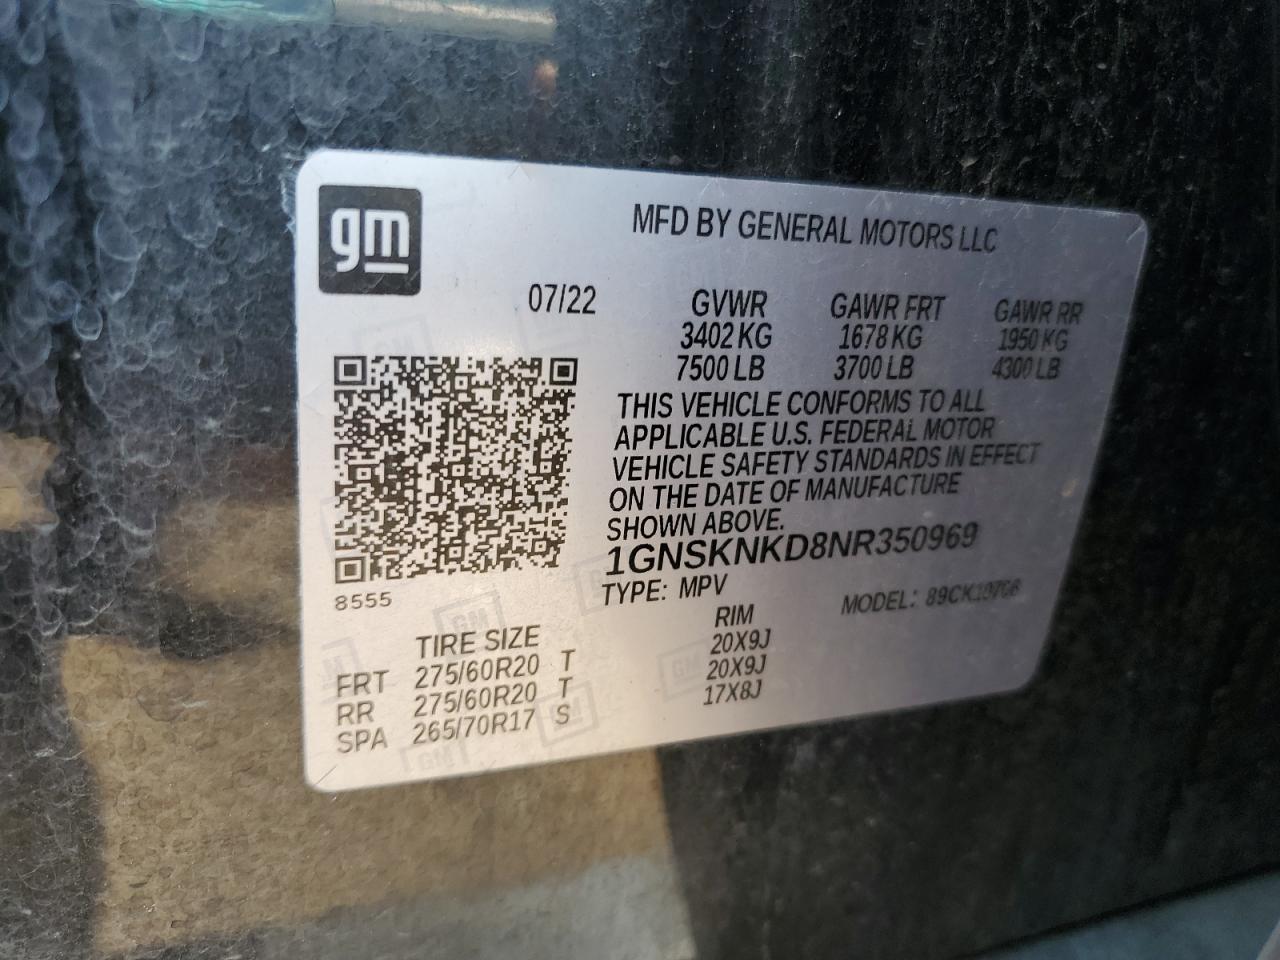 gm
MFD BY GENERAL MOTORS LLC
07/22 GVWR GAWR FRT GAWR RR
3402 KG 1678 KG 1950 KG
7500 LB 3700 LB 4300 LB
THIS VEHICLE CONFORMS TO ALL
APPLICABLE U.S. FEDERAL MOTOR
VEHICLE SAFETY STANDARDS IN EFFECT
ON THE DATE OF MANUFACTURE
SHOWN ABOVE.
1GNSKNKD8NR350969
TYPE: MPV MODEL: 89CK10706
8555
TIRE SIZE RIM
FRT 275/60R20 T 20X9J
RR 275/60R20 T 20X9J
SPA 265/70R17 S 17X8J